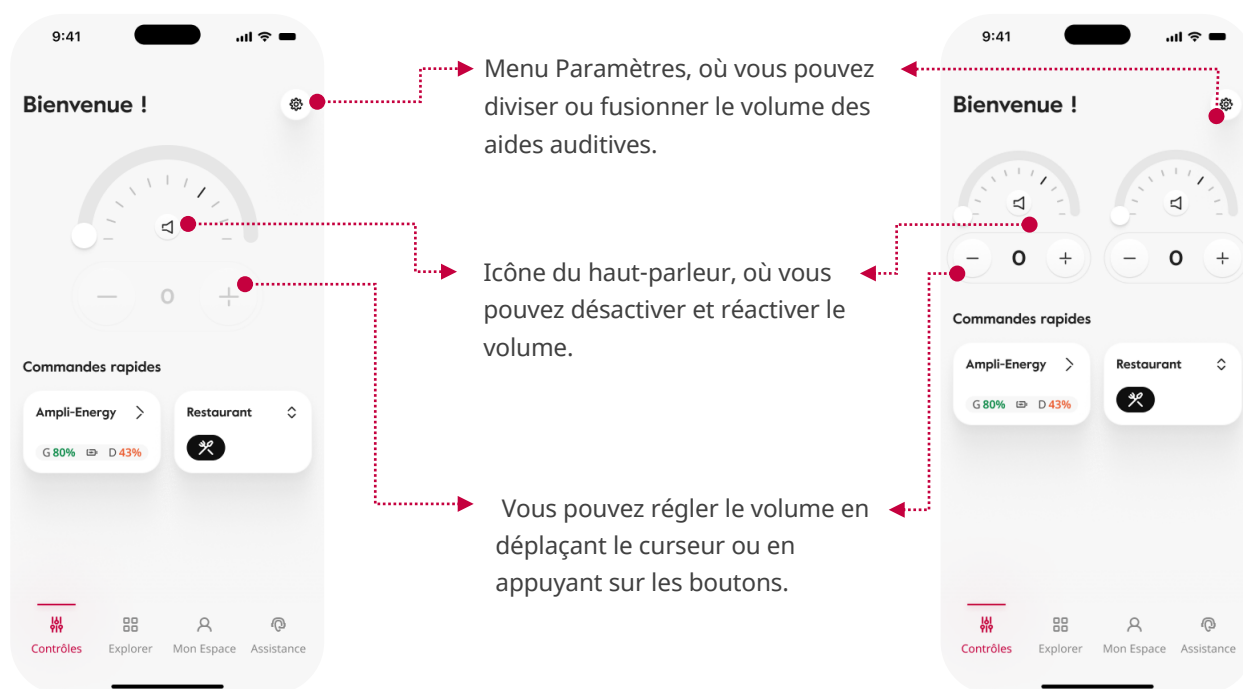 9:41
Bienvenue !
0
Commandes rapides
Ampli-Energy
G 80% D 43%
Restaurant
Contrôles
Explorer
Mon Espace
Assistance
Menu Paramètres, où vous pouvez
diviser ou fusionner le volume des
aides auditives.
Icône du haut-parleur, où vous
pouvez désactiver et réactiver le
volume.
Vous pouvez régler le volume en
déplaçant le curseur ou en
appuyant sur les boutons.
9:41
Bienvenue !
0
0
Commandes rapides
Ampli-Energy
G 80% D 43%
Restaurant
Contrôles
Explorer
Mon Espace
Assistance